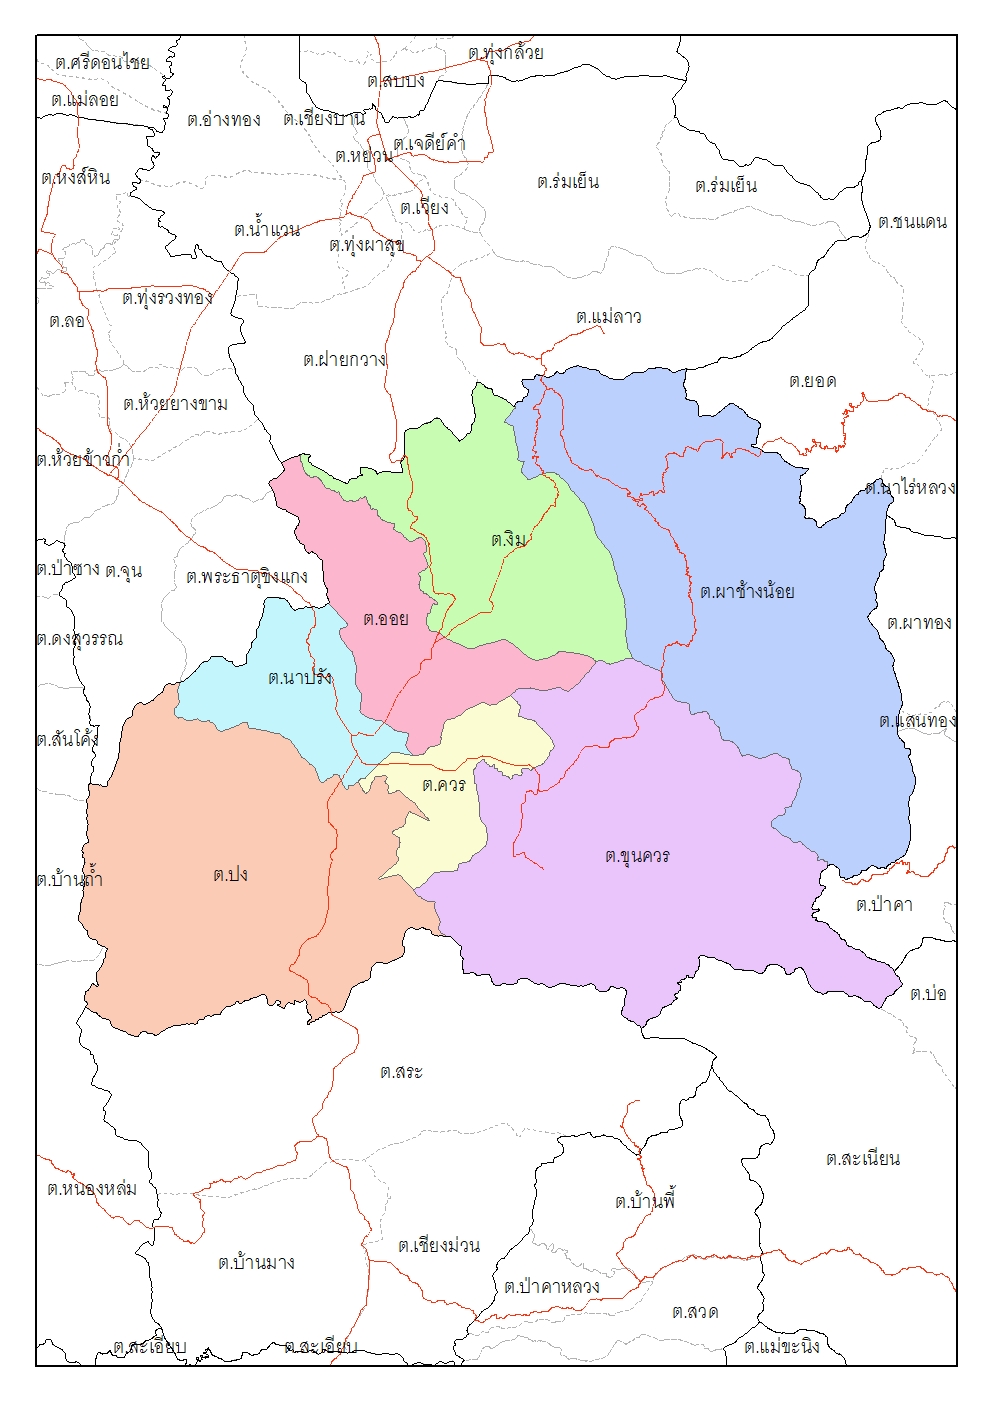 ต.ทุ่งกล้วย
ต.ศรีดอนไชย
ต.สบบง
ต.แม่ลอย
ต.อ่างทอง
ต.เชียงบาน
ต.เจดีย์คำ
ต.หย่วน
ต.หงส์หิน
ต.ร่มเย็น
ต.ร่มเย็น
ต.เวียง
ต.ชนแดน
ต.น้ำแวน
ต.ทุ่งผาสุข
ต.ทุ่งรวงทอง
ต.ลอ
ต.แม่ลาว
ต.ฝายกวาง
ต.ยอด
ต.ห้วยยางขาม
ต.ห้วยข้าวก่ำ
ต.นาไร่หลวง
ต.งิม
ต.ป่าซาง
ต.จุน
ต.พระธาตุขิงแกง
ต.ผาช้างน้อย
ต.ออย
ต.ผาทอง
ต.ดงสุวรรณ
ต.นาปรัง
ต.แสนทอง
ต.สันโค้ง
ต.ควร
ต.ขุนควร
ต.ปง
ต.บ้านถ้ำ
ต.ป่าคา
ต.บ่อ
ต.สระ
ต.สะเนียน
ต.หนองหล่ม
ต.บ้านพี้
ต.เชียงม่วน
ต.บ้านมาง
ต.ป่าคาหลวง
ต.สวด
ต.สะเอียบ
ต.สะเอียบ
ต.แม่ขะนิง